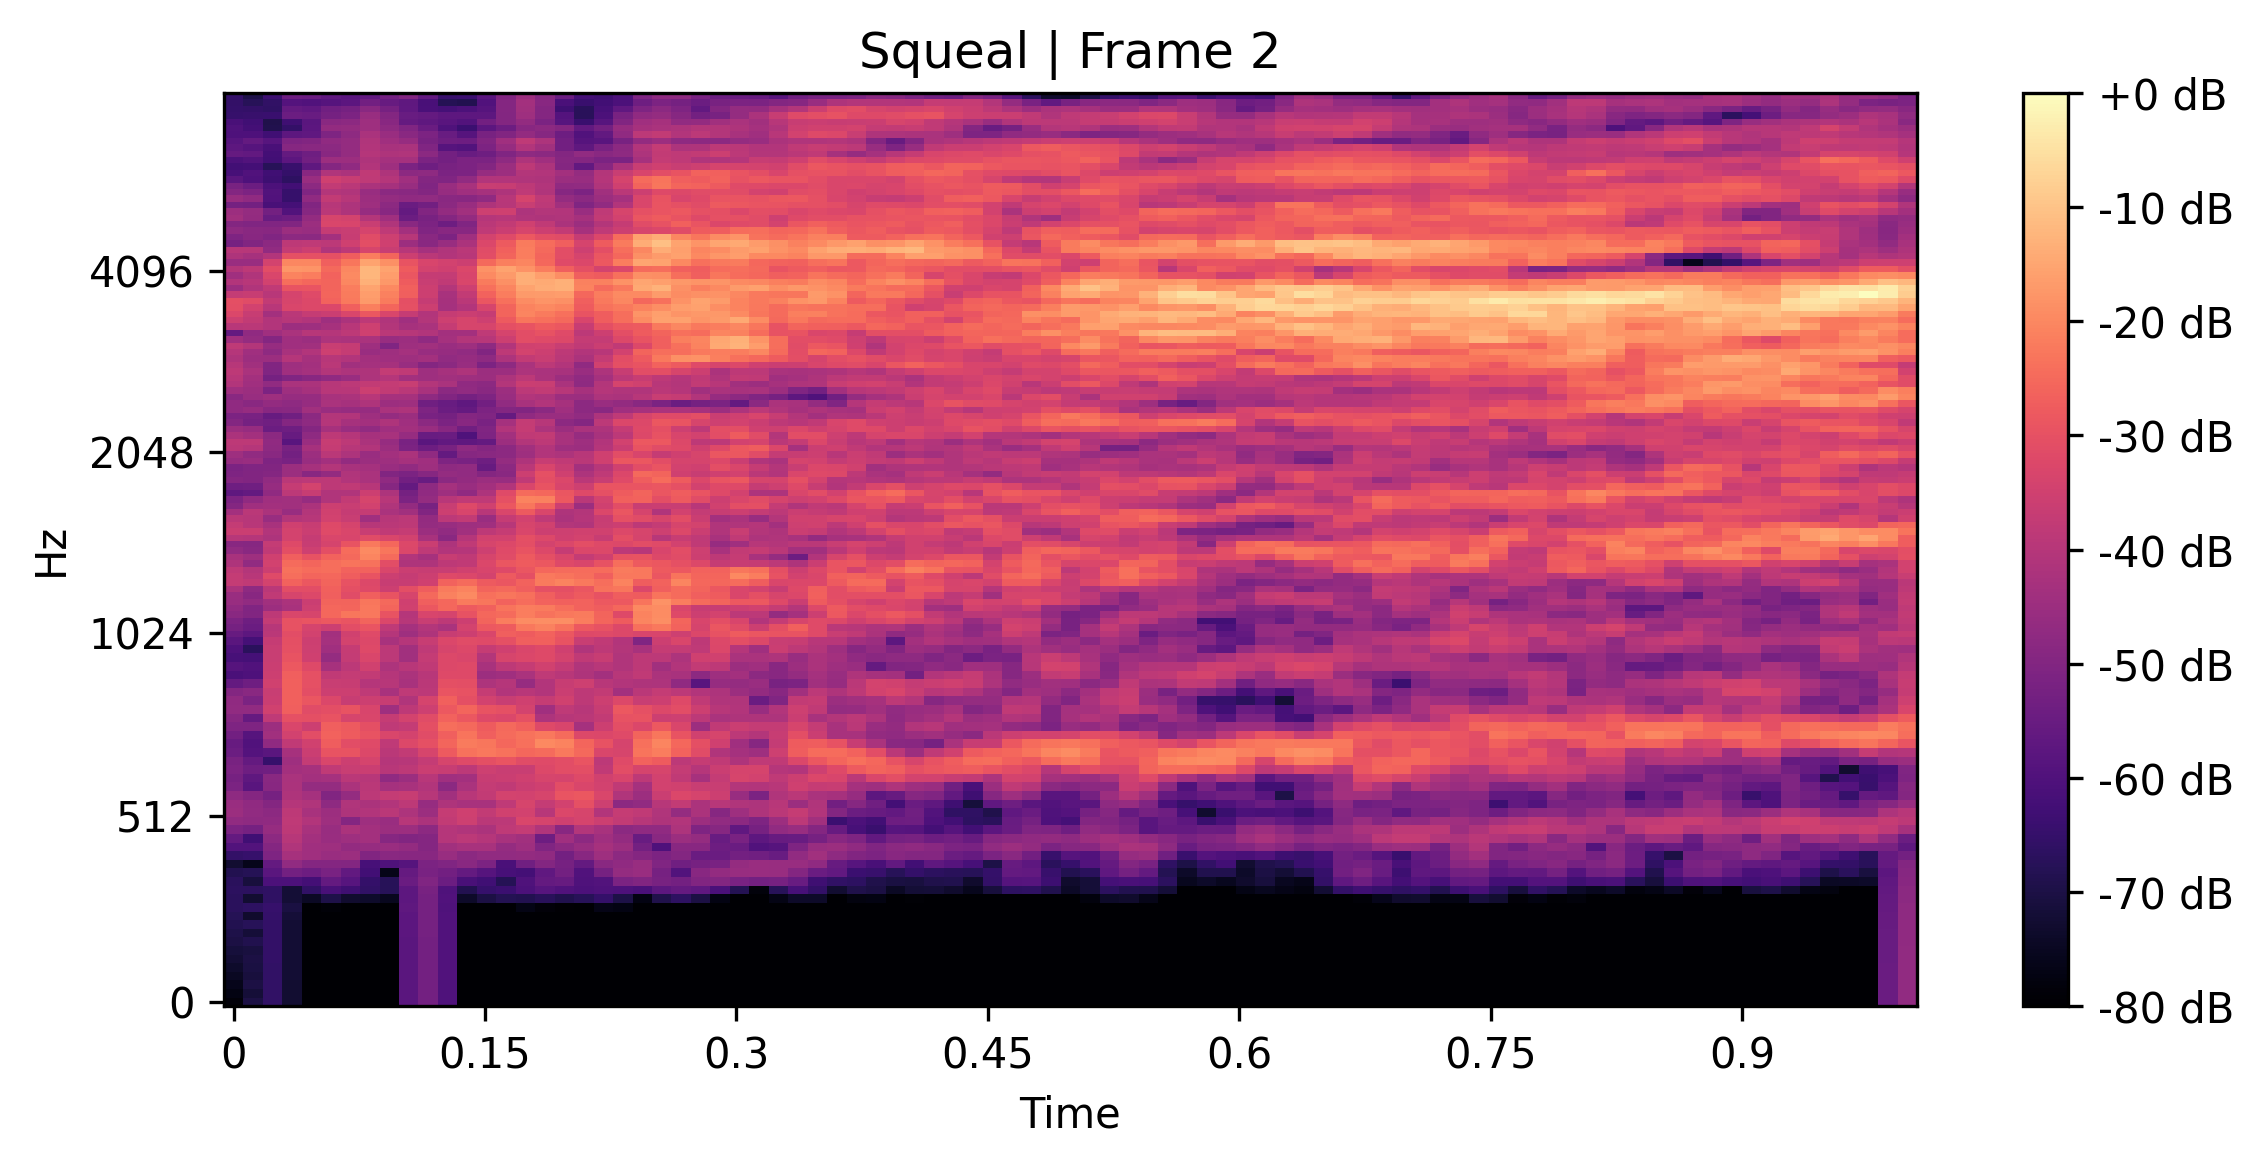 Squeal | Frame 2
+0 dB
-10 dB
-20 dB
-30 dB
-40 dB
-50 dB
-60 dB
-70 dB
-80 dB
Hz
4096
2048
1024
512
0
0 0.15 0.3 0.45 0.6 0.75 0.9
Time